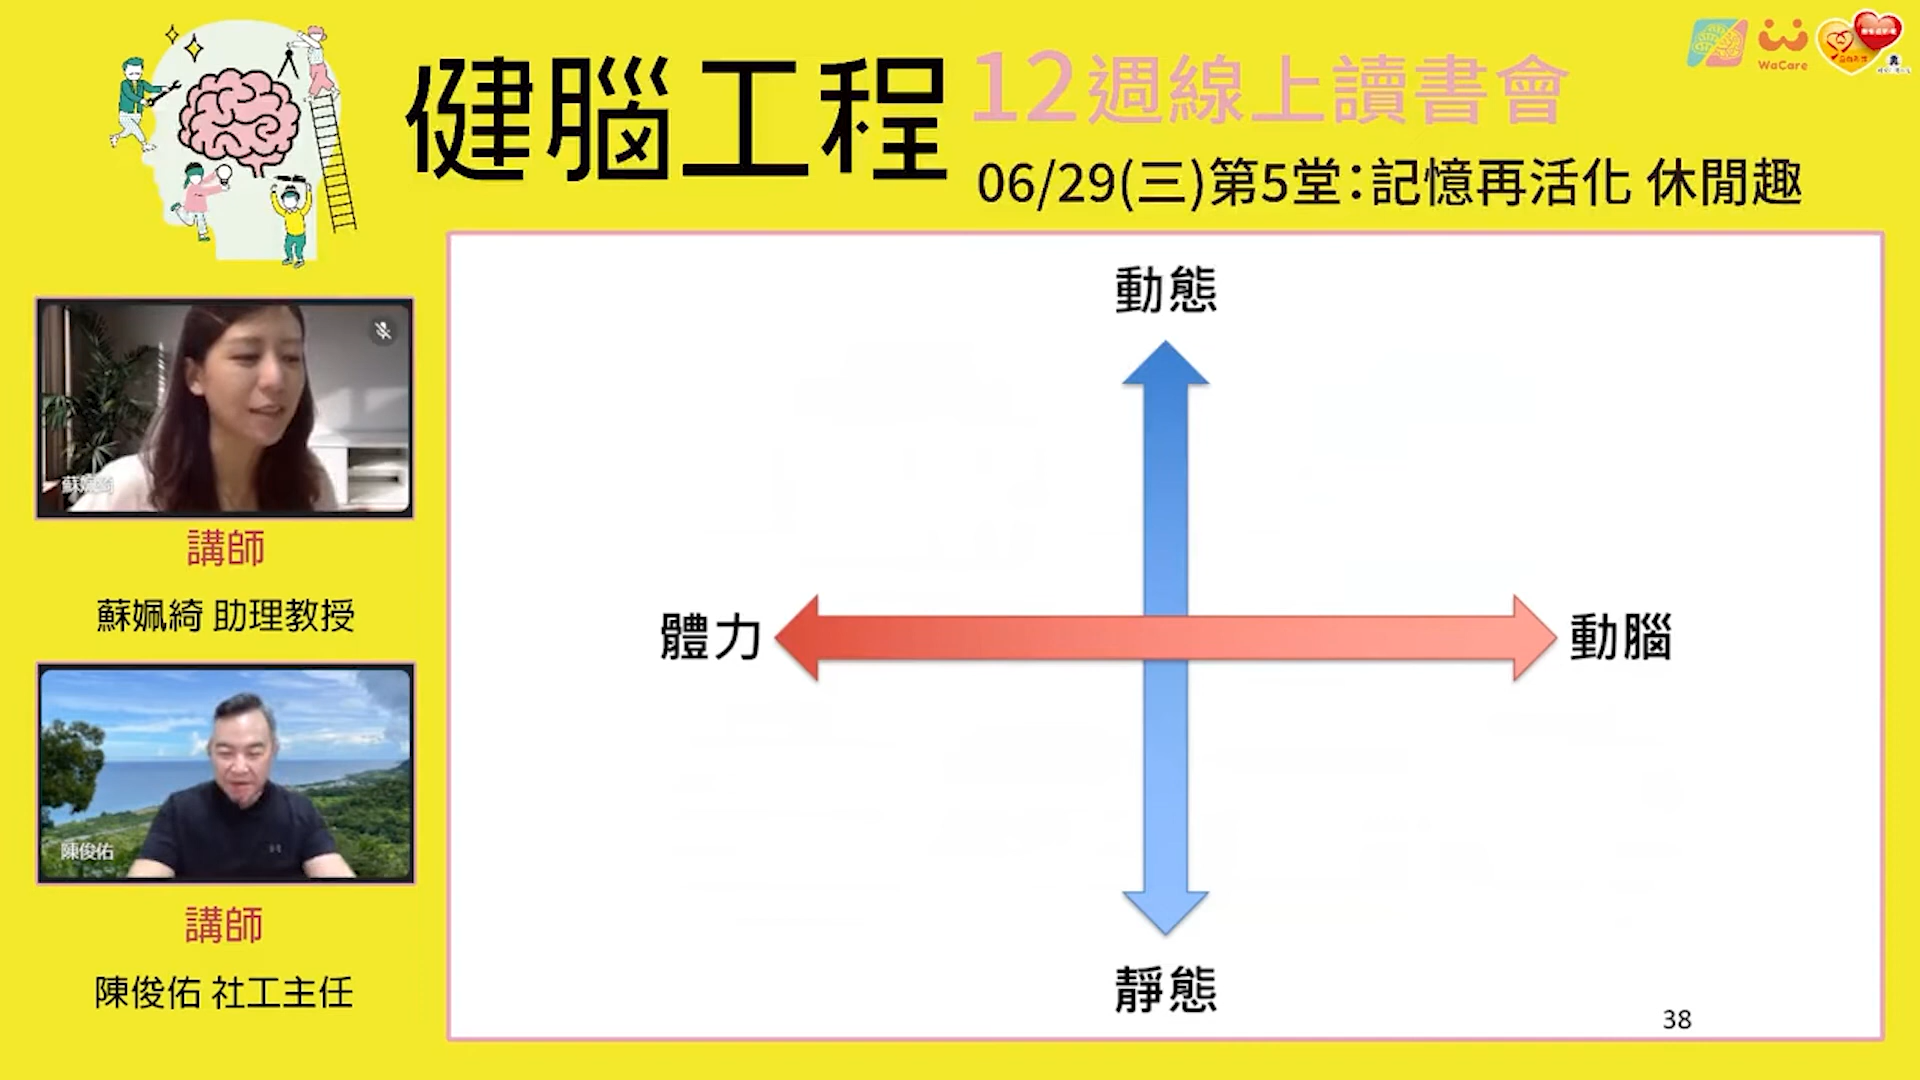 健腦工程
12週線上讀書會
06/29(三)第5堂：記憶再活化 休閒趣
WaCare
講師
蘇姵綺 助理教授
陳俊佑
講師
陳俊佑 社工主任
動態
體力
動腦
靜態
38